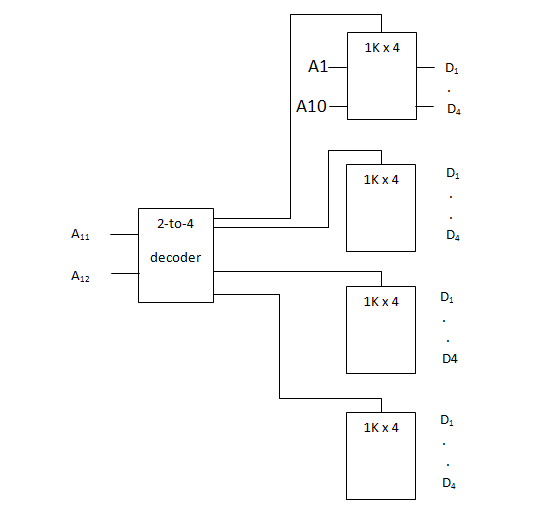 1K x 4
A1
D₁
.
A10
D₄
1K x 4
D₁
.
.
D₄
2-to-4
decoder
A₁₁
A₁₂
1K x 4
D₁
.
.
D4
1K x 4
D₁
.
.
D₄